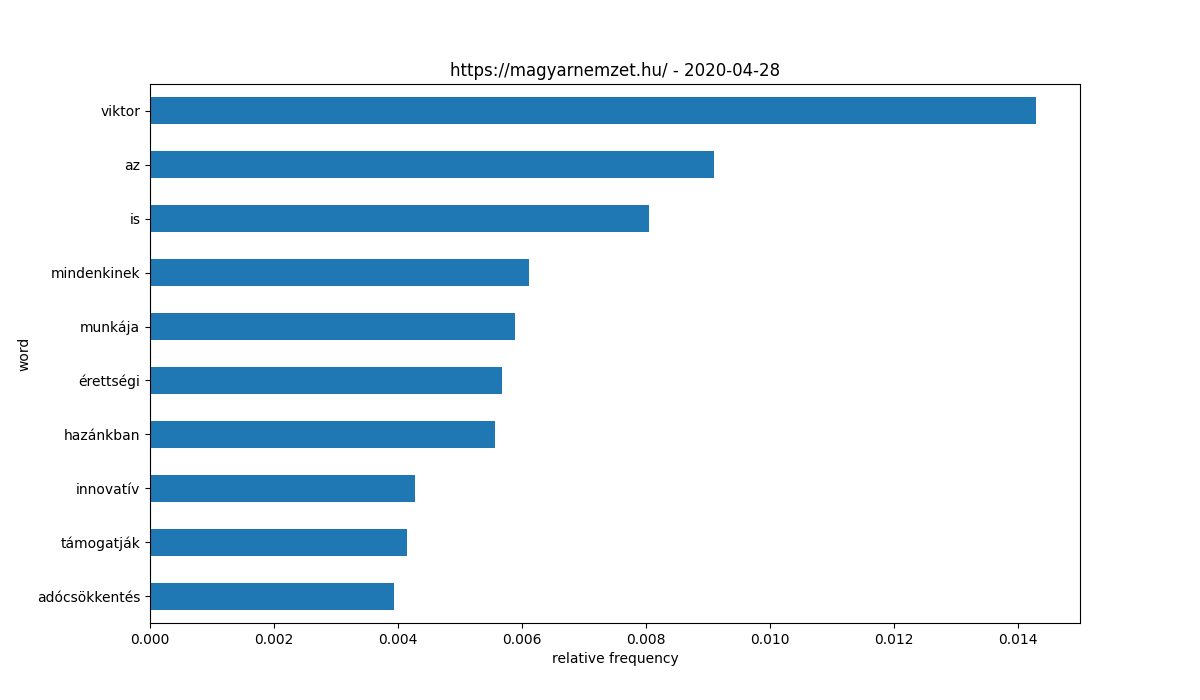 https://magyarnemzet.hu/ - 2020-04-28
viktor
az
is
mindenkinek
munkája
érettségi
hazánkban
innovatív
támogatják
adócsökkentés
word
0.000 0.002 0.004 0.006 0.008 0.010 0.012 0.014
relative frequency